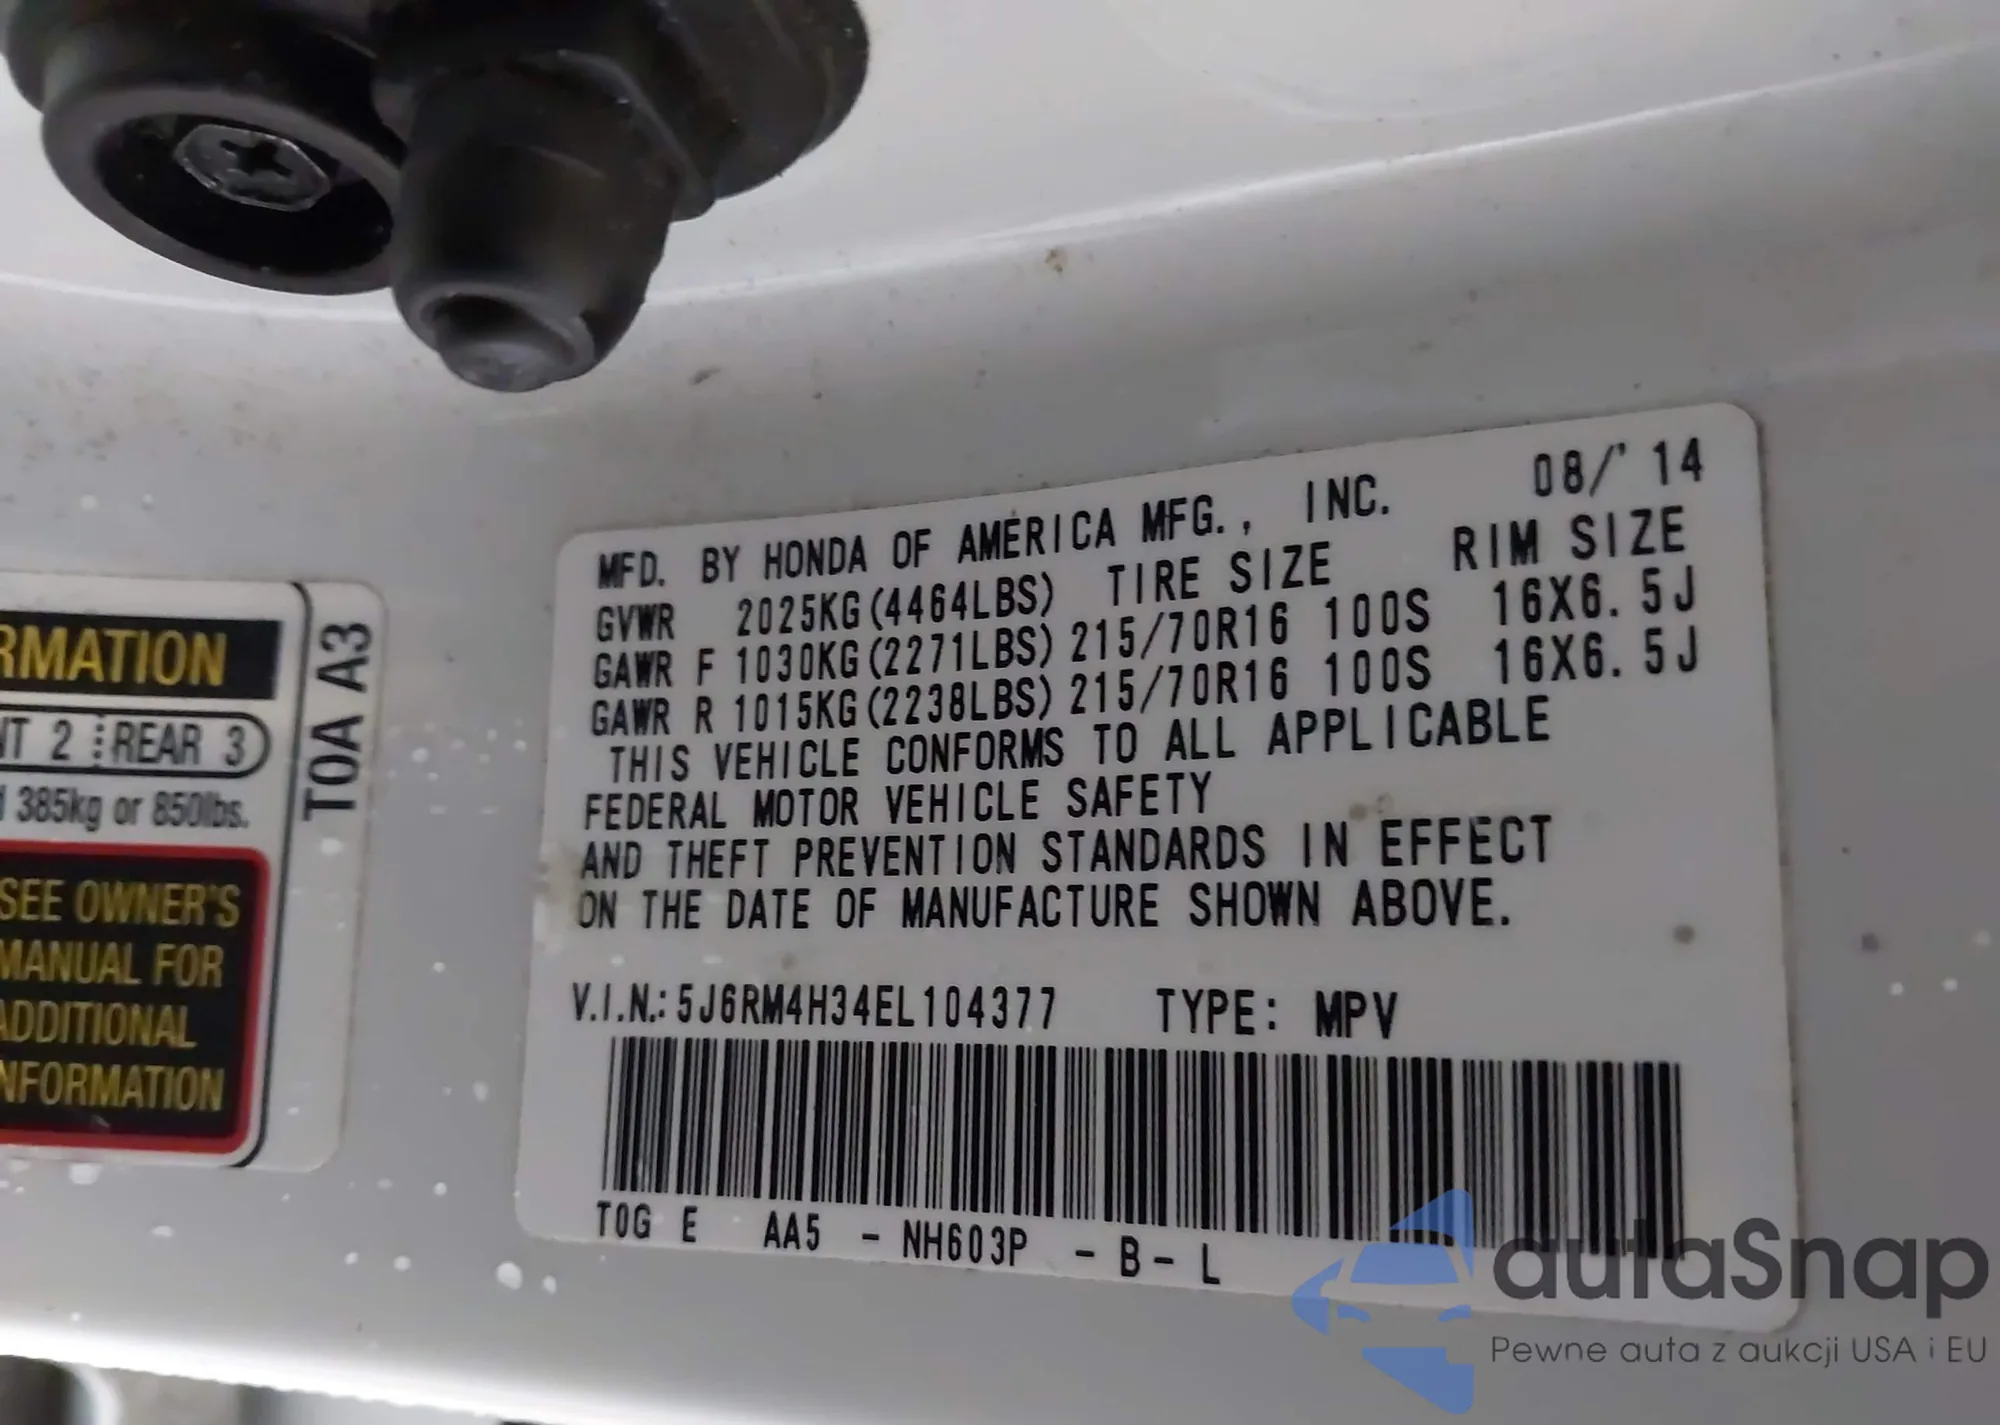 MFD. BY HONDA OF AMERICA MFG., INC. 08/'14
GVWR 2025KG(4464LBS) TIRE SIZE RIM SIZE
GAWR F 1030KG(2271LBS) 215/70R16 100S 16X6.5J
GAWR R 1015KG(2238LBS) 215/70R16 100S 16X6.5J
THIS VEHICLE CONFORMS TO ALL APPLICABLE
FEDERAL MOTOR VEHICLE SAFETY
AND THEFT PREVENTION STANDARDS IN EFFECT
ON THE DATE OF MANUFACTURE SHOWN ABOVE.
V.I.N.: 5J6RM4H34EL104377 TYPE: MPV
T0G E AA5 - NH603P - B - L
RMATION
NT 2 REAR 3
385kg or 850lbs.
SEE OWNER'S
MANUAL FOR
ADDITIONAL
INFORMATION
T0A A3
autaSnap
Pewne auta z aukcji USA i EU